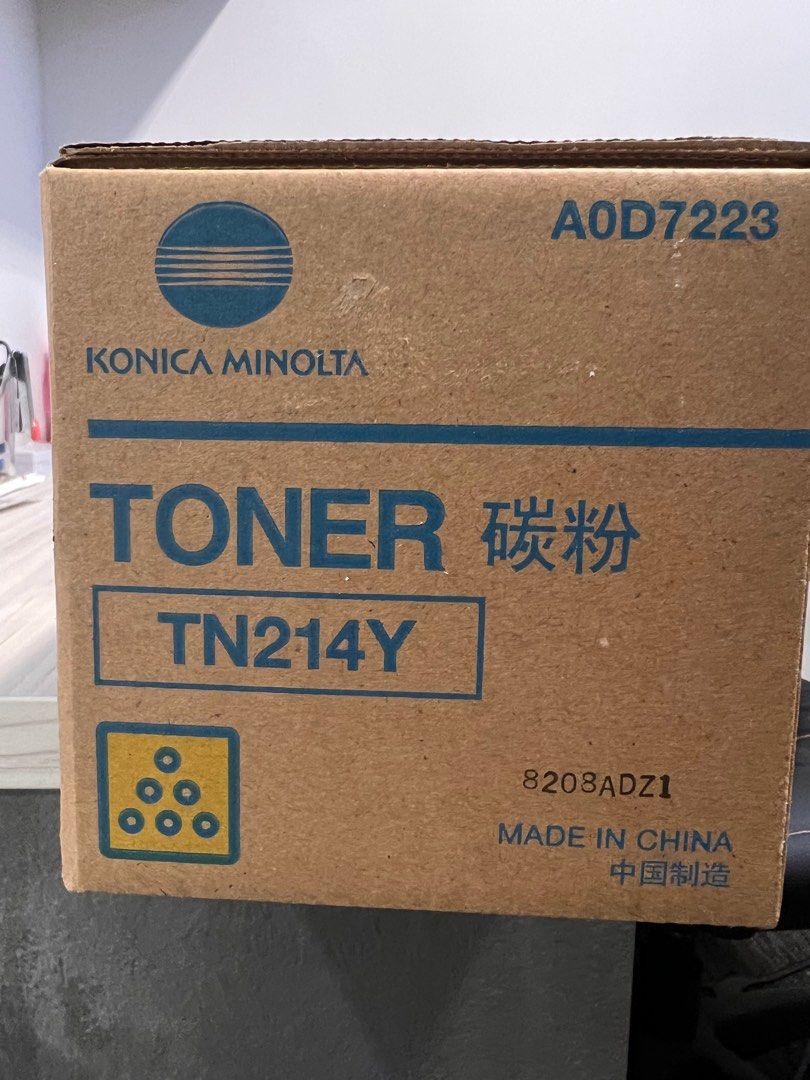 A0D7223
KONICA MINOLTA
TONER 碳粉
TN214Y
8208ADZ1
MADE IN CHINA
中国制造